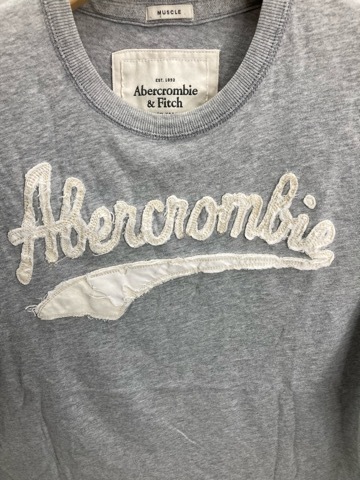 MUSCLE
EST. 1892
Abercrombie
& Fitch
Abercrombie